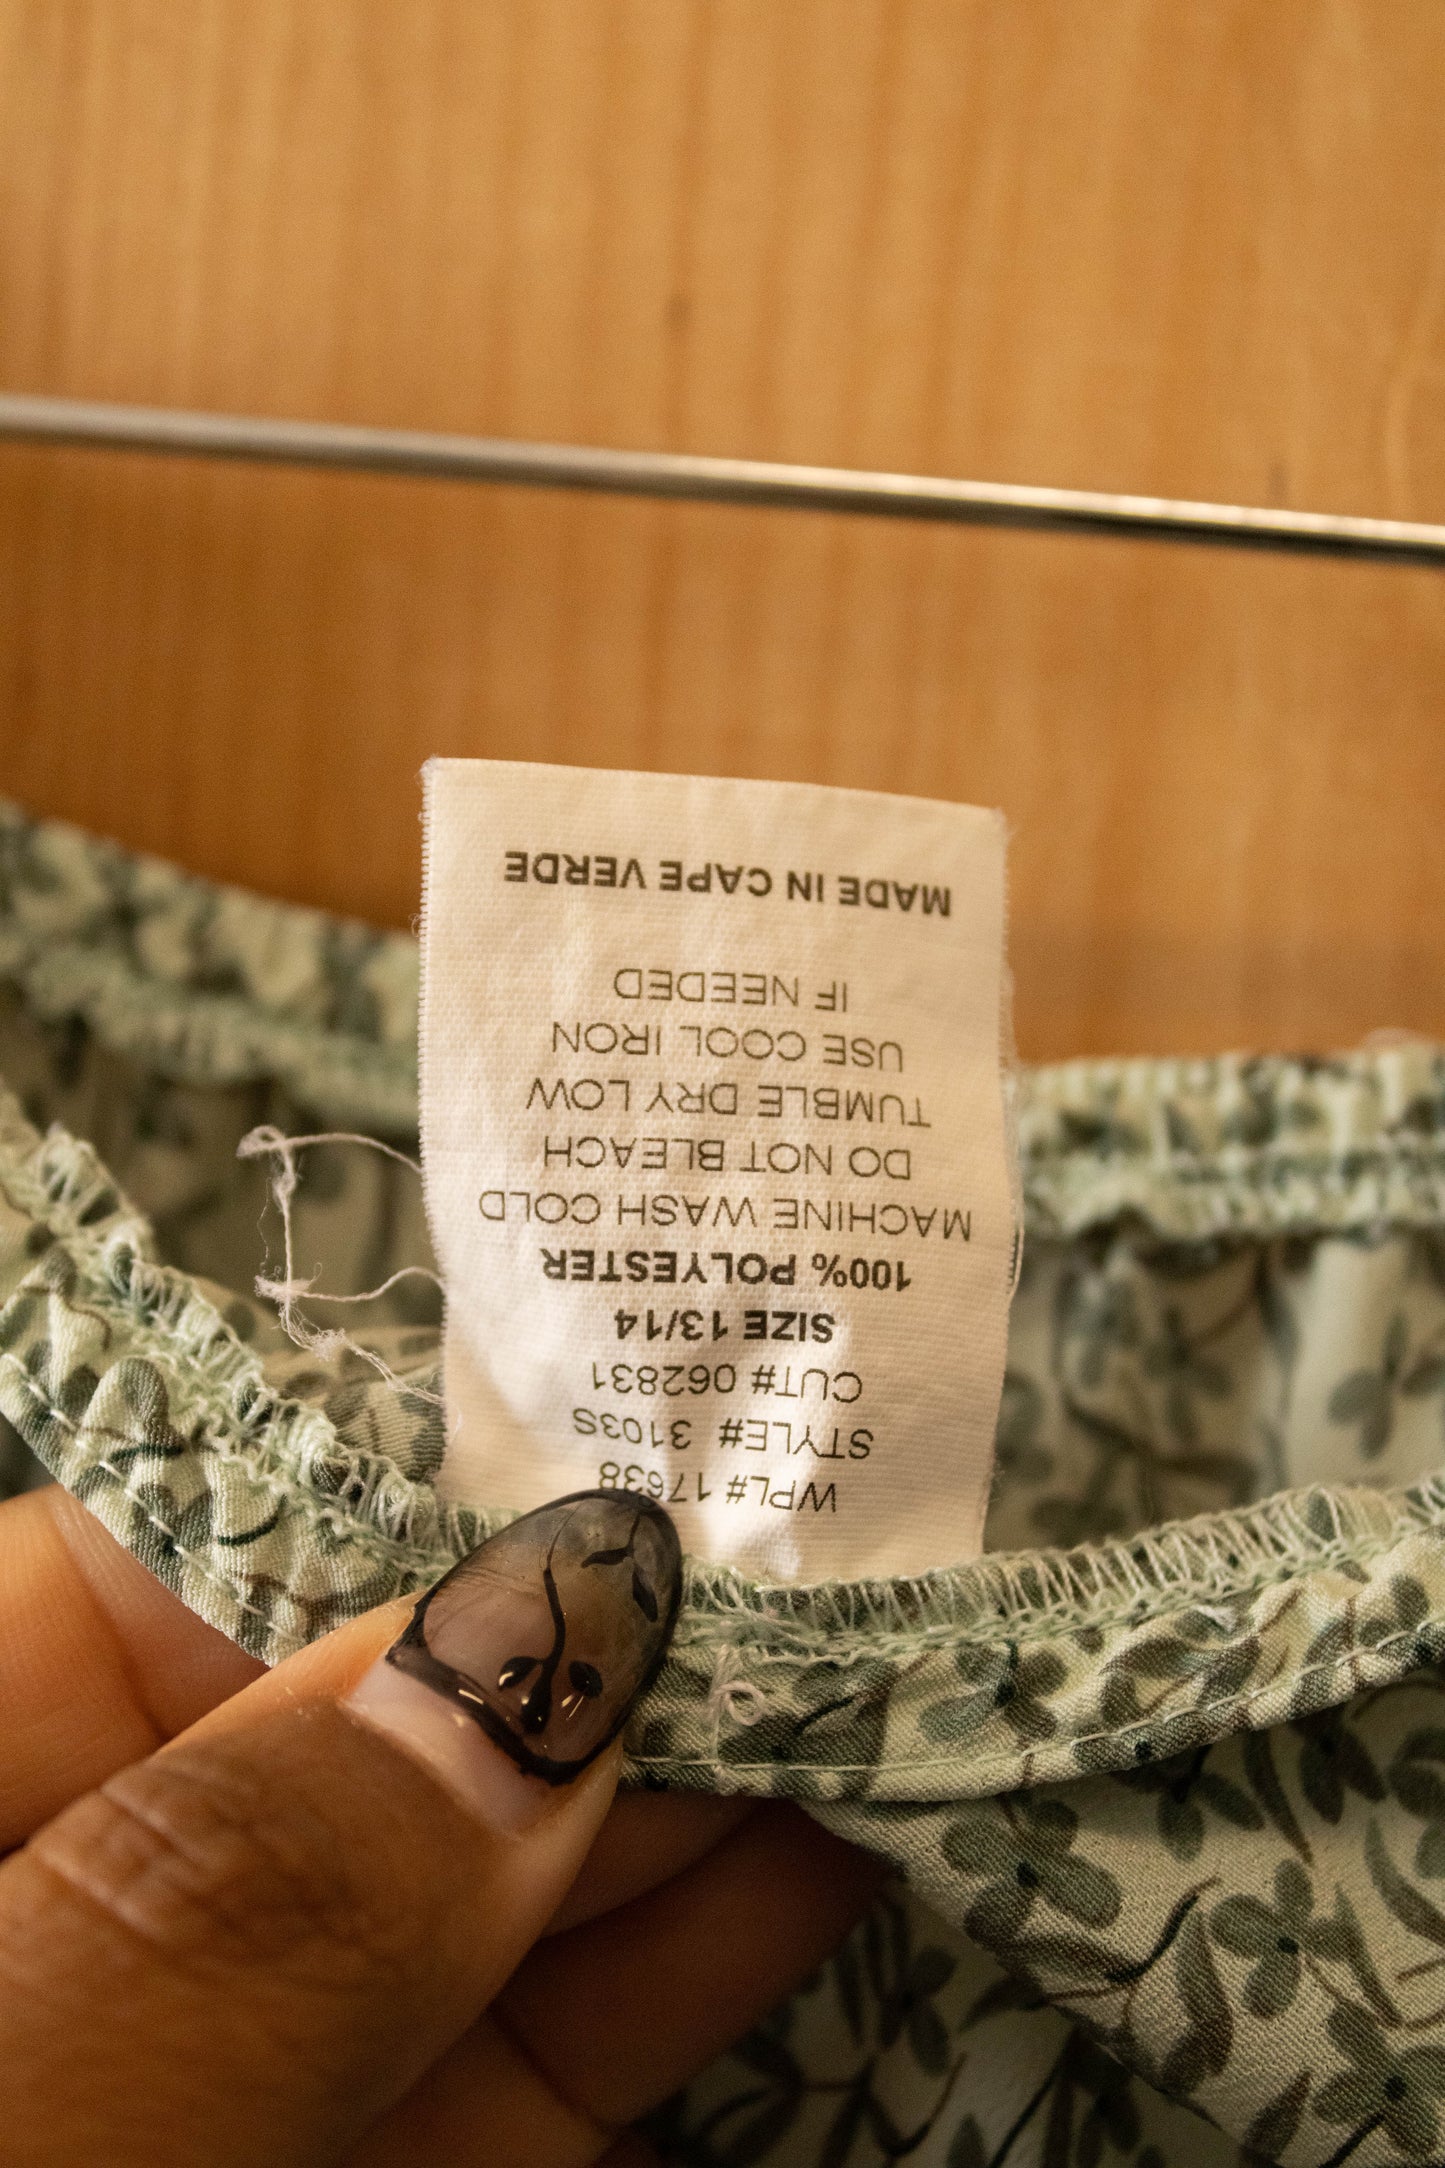 WPL# 17638
STYLE# 3103S
CUT# 062831
SIZE 13/14
100% POLYESTER
MACHINE WASH COLD
DO NOT BLEACH
TUMBLE DRY LOW
USE COOL IRON
IF NEEDED
MADE IN CAPE VERDE